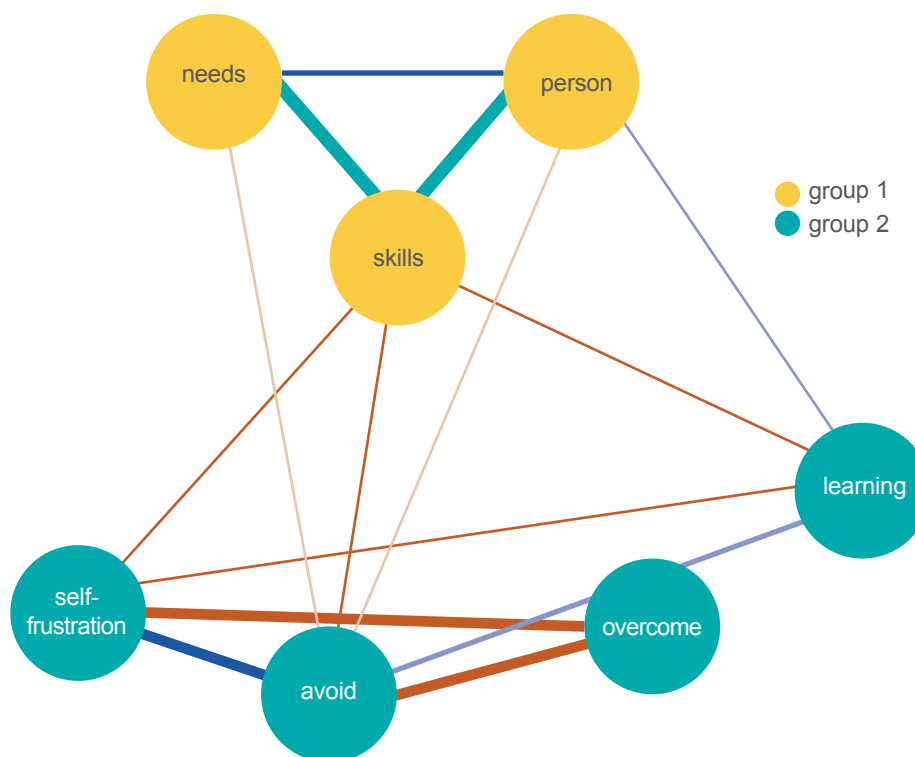 needs
person
group 1
group 2
skills
learning
self-
frustration
overcome
avoid